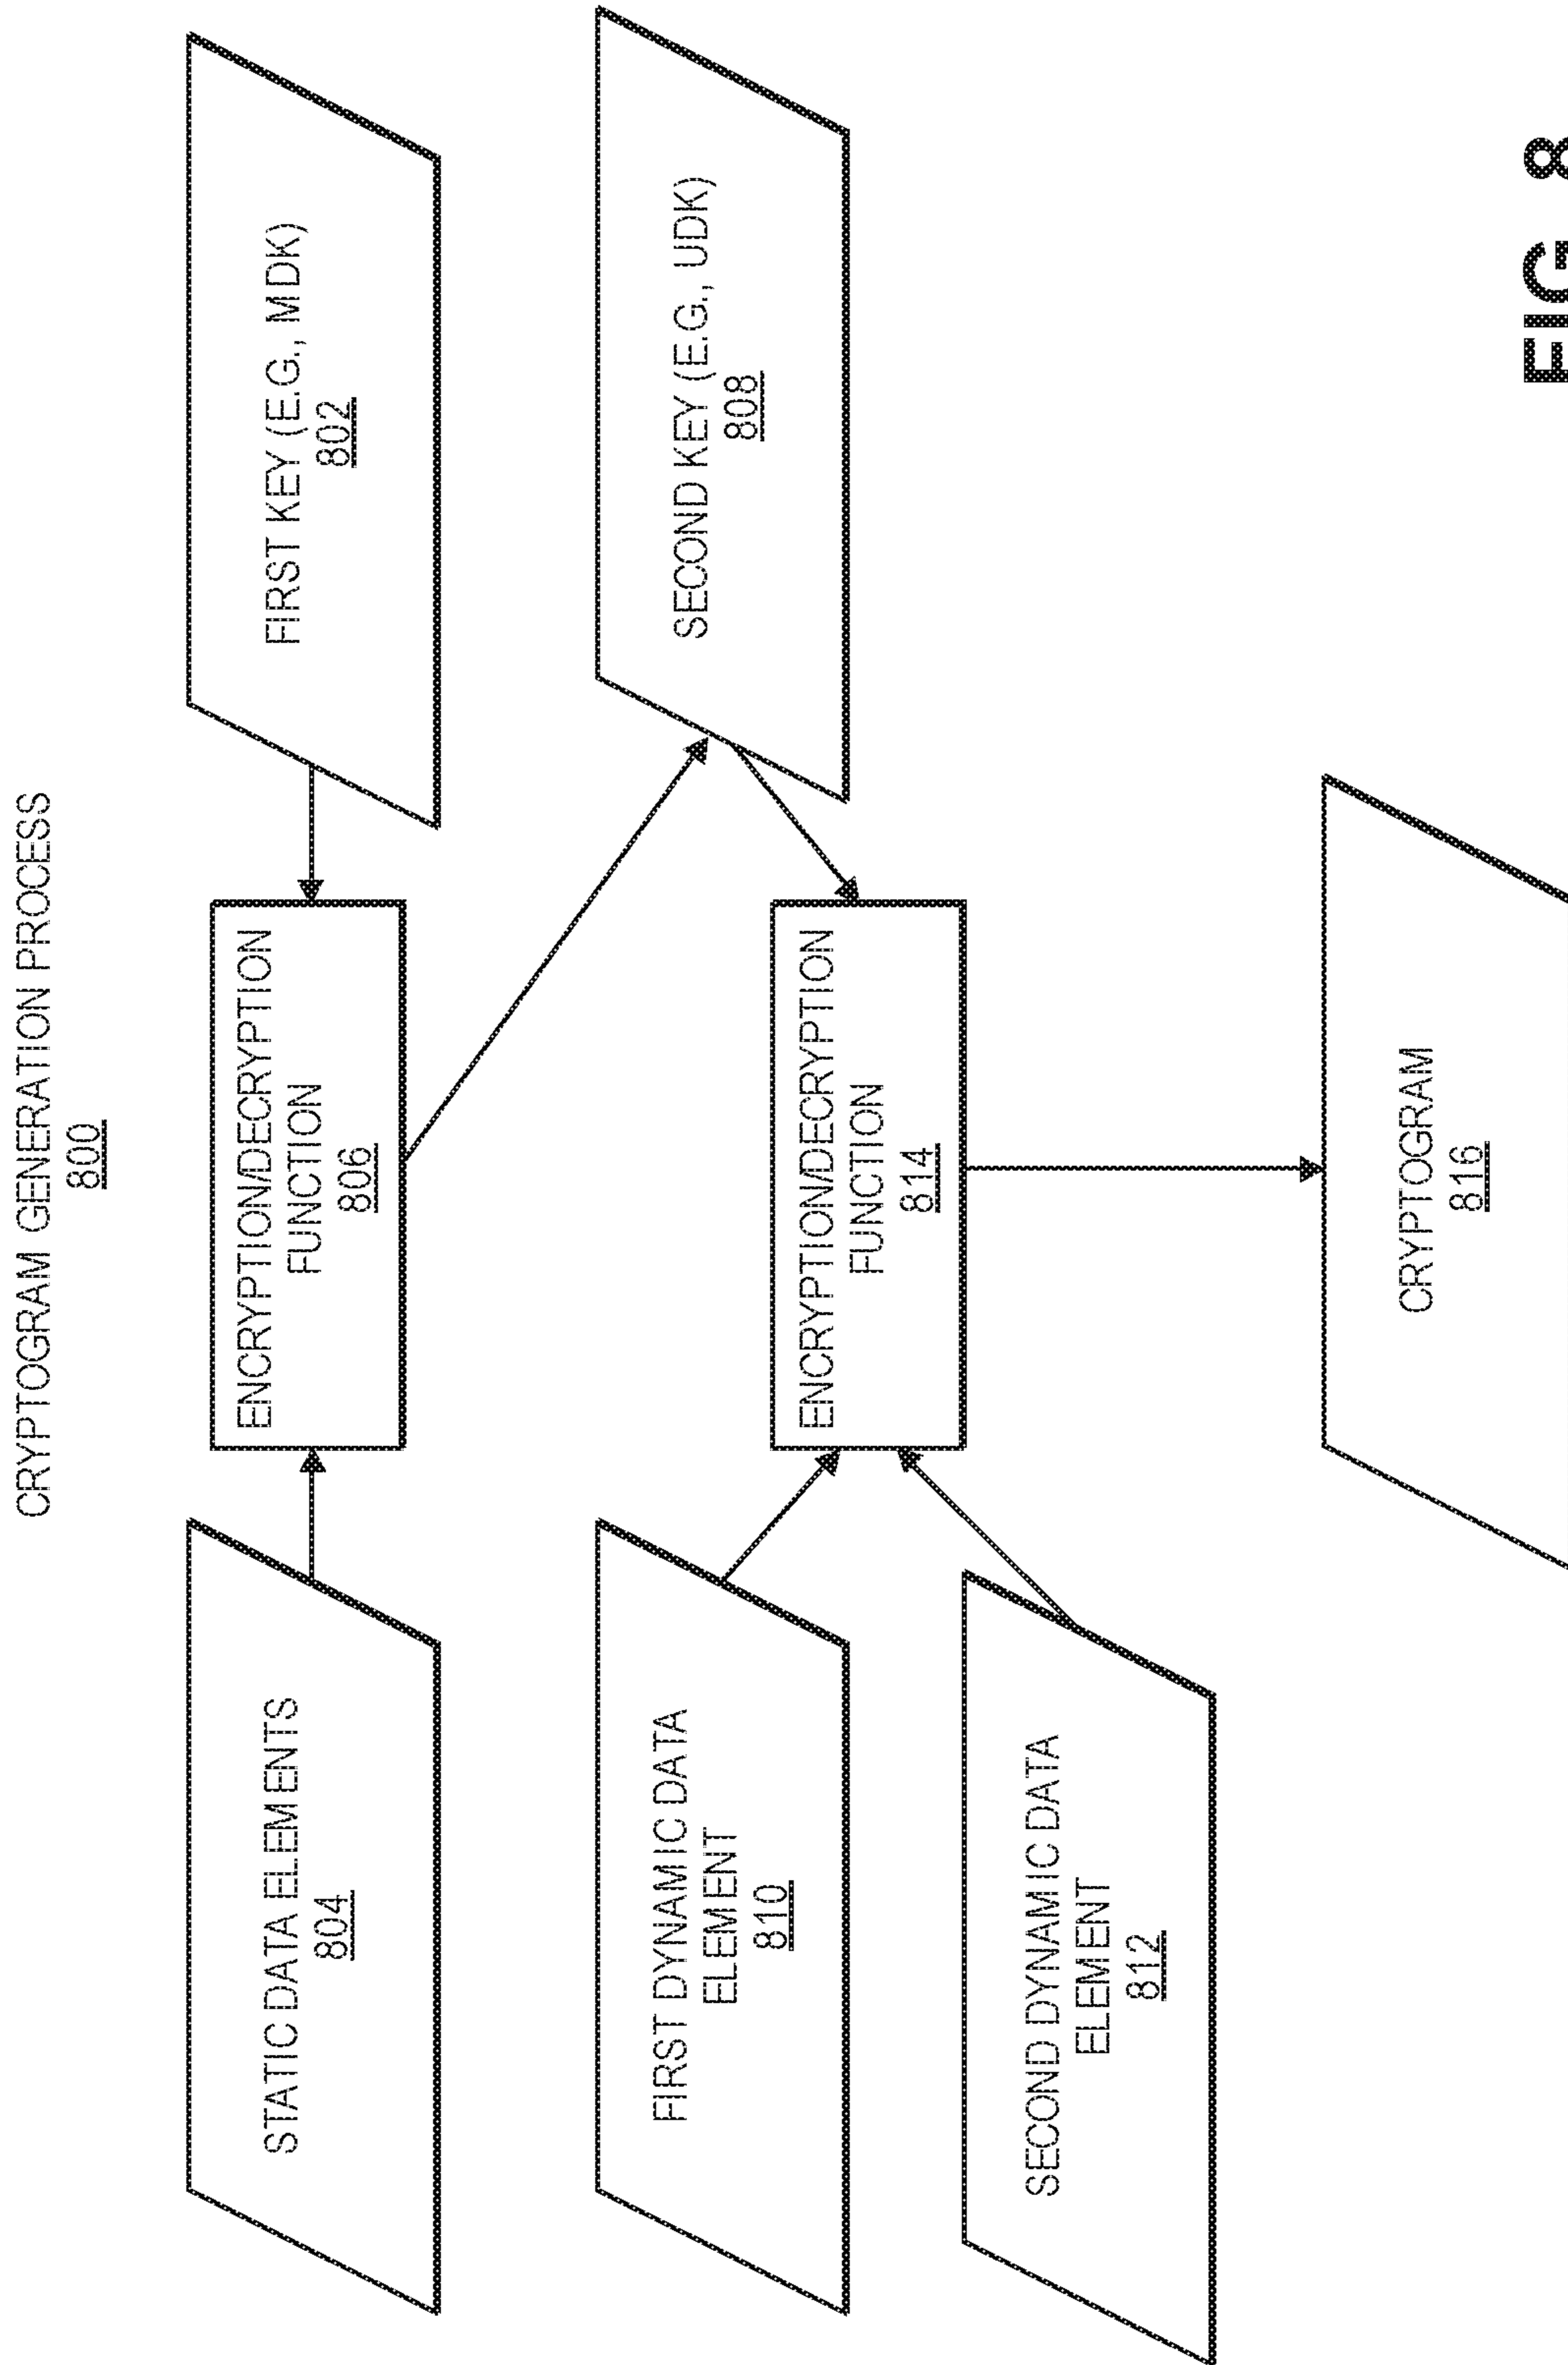 CRYPTOGRAM GENERATION PROCESS
800
STATIC DATA ELEMENTS
804
ENCRYPTION/DECRYPTION
FUNCTION
806
FIRST KEY (E.G., MDK)
802
FIRST DYNAMIC DATA
ELEMENT
810
SECOND KEY (E.G., UDK)
808
ENCRYPTION/DECRYPTION
FUNCTION
814
SECOND DYNAMIC DATA
ELEMENT
812
CRYPTOGRAM
816
FIG. 8